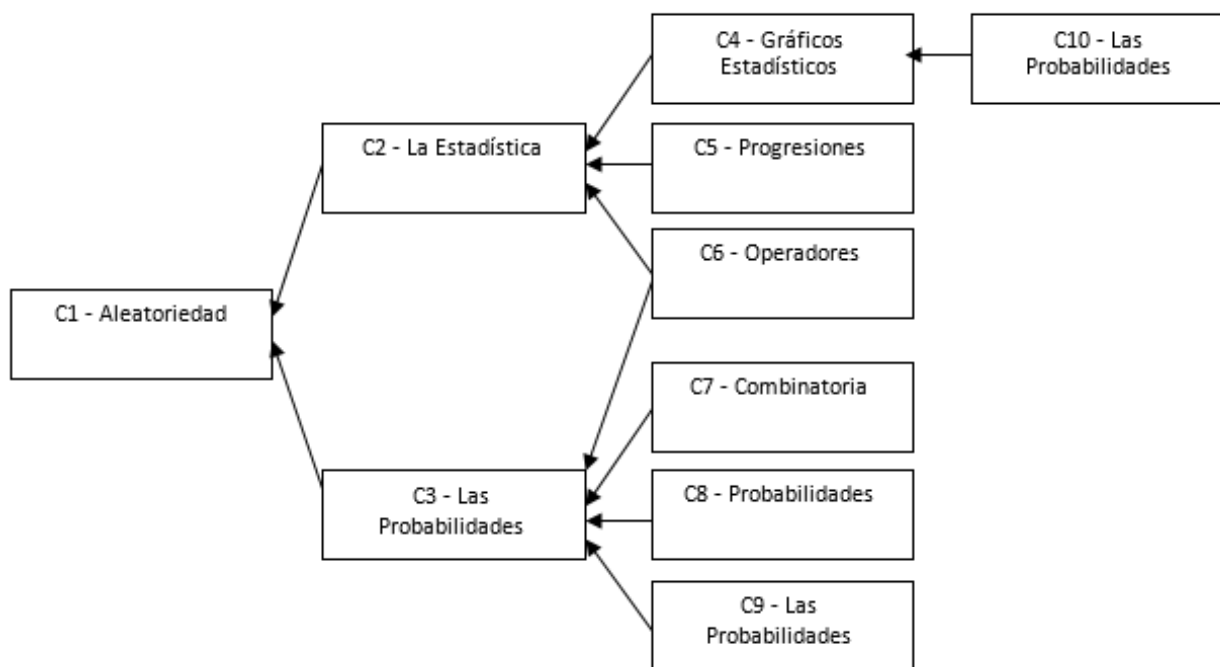 C4 - Gráficos
Estadísticos
C10 - Las
Probabilidades
C2 - La Estadística
C5 - Progresiones
C6 - Operadores
C1 - Aleatoriedad
C7 - Combinatoria
C3 - Las
Probabilidades
C8 - Probabilidades
C9 - Las
Probabilidades